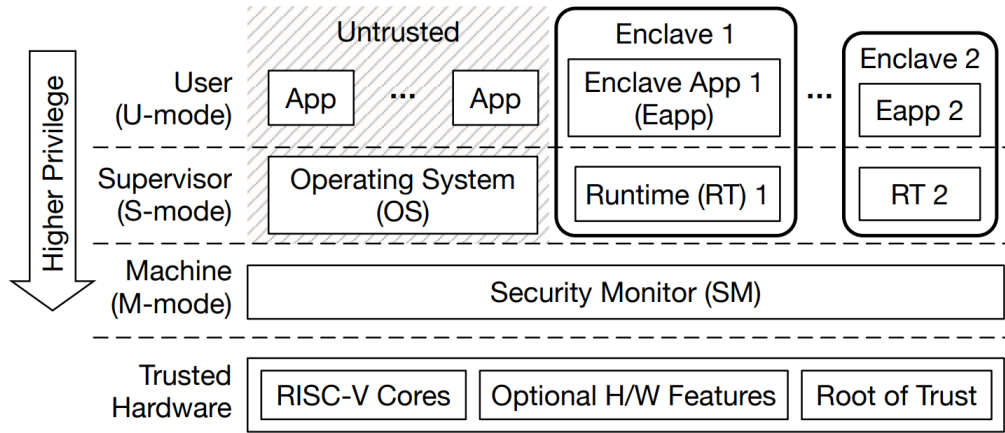 Higher Privilege
Untrusted
Enclave 1
Enclave 2
User
(U-mode)
App
...
App
Enclave App 1
(Eapp)
...
Eapp 2
Supervisor
(S-mode)
Operating System
(OS)
Runtime (RT) 1
RT 2
Machine
(M-mode)
Security Monitor (SM)
Trusted
Hardware
RISC-V Cores
Optional H/W Features
Root of Trust